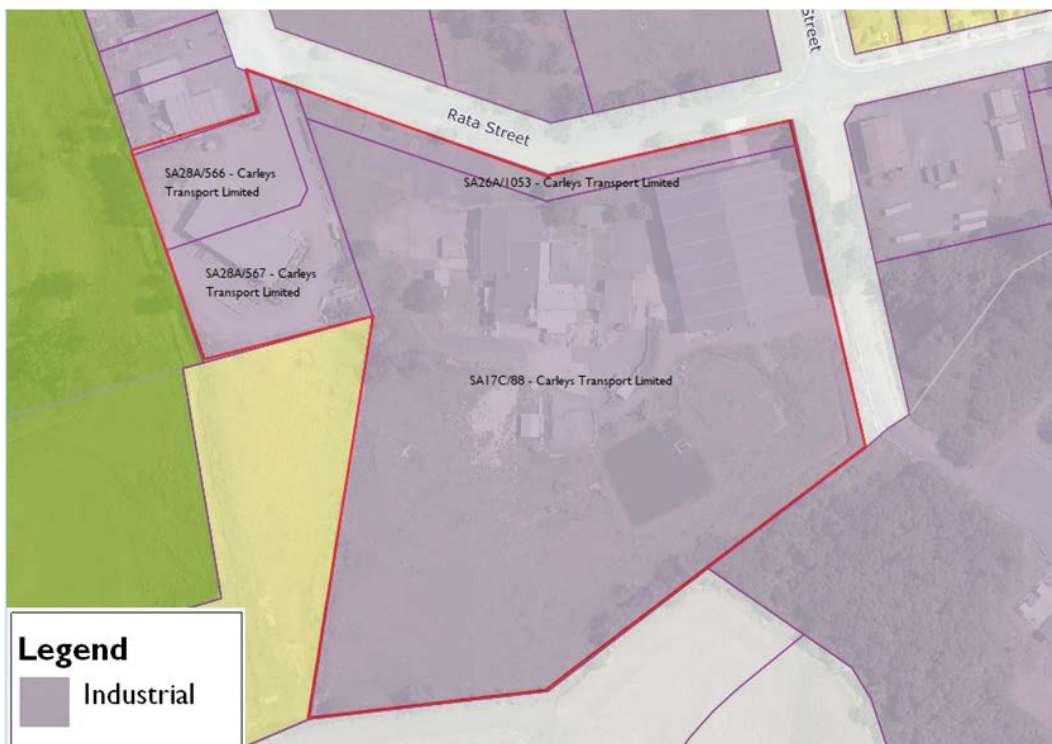 Street
Rata Street
SA28A/566 - Carleys
Transport Limited
SA26A/1053 - Carleys Transport Limited
SA28A/567 - Carleys
Transport Limited
SA17C/88 - Carleys Transport Limited
Legend
Industrial